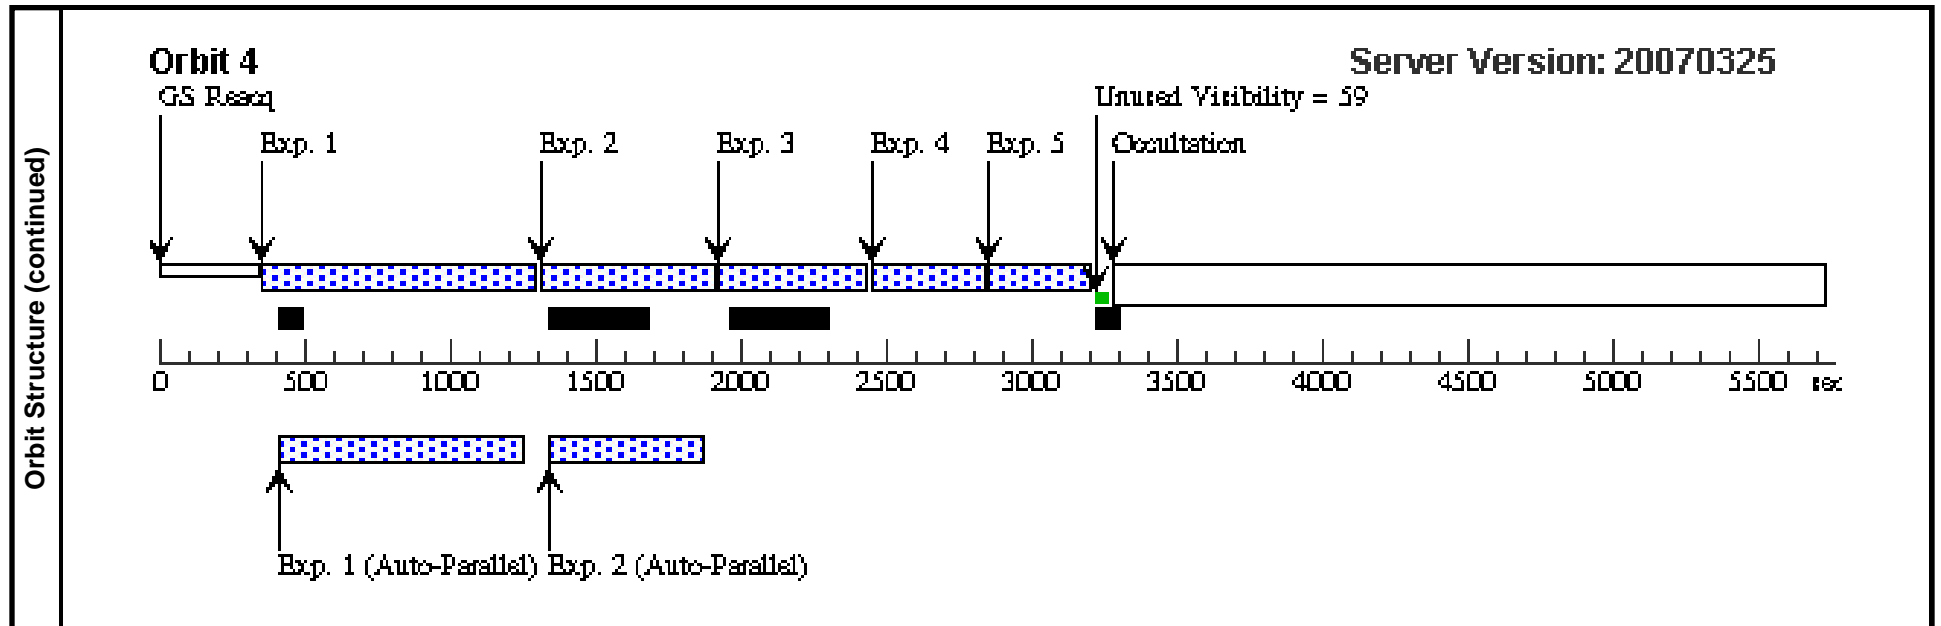 Orbit Structure (continued)
Orbit 4
Server Version: 20070325
GS Reacq
Unused Visibility = 59
Exp. 1
Exp. 2
Exp. 3
Exp. 4
Exp. 5
Occultation
0 500 1000 1500 2000 2500 3000 3500 4000 4500 5000 5500 sec
Exp. 1 (Auto-Parallel)
Exp. 2 (Auto-Parallel)